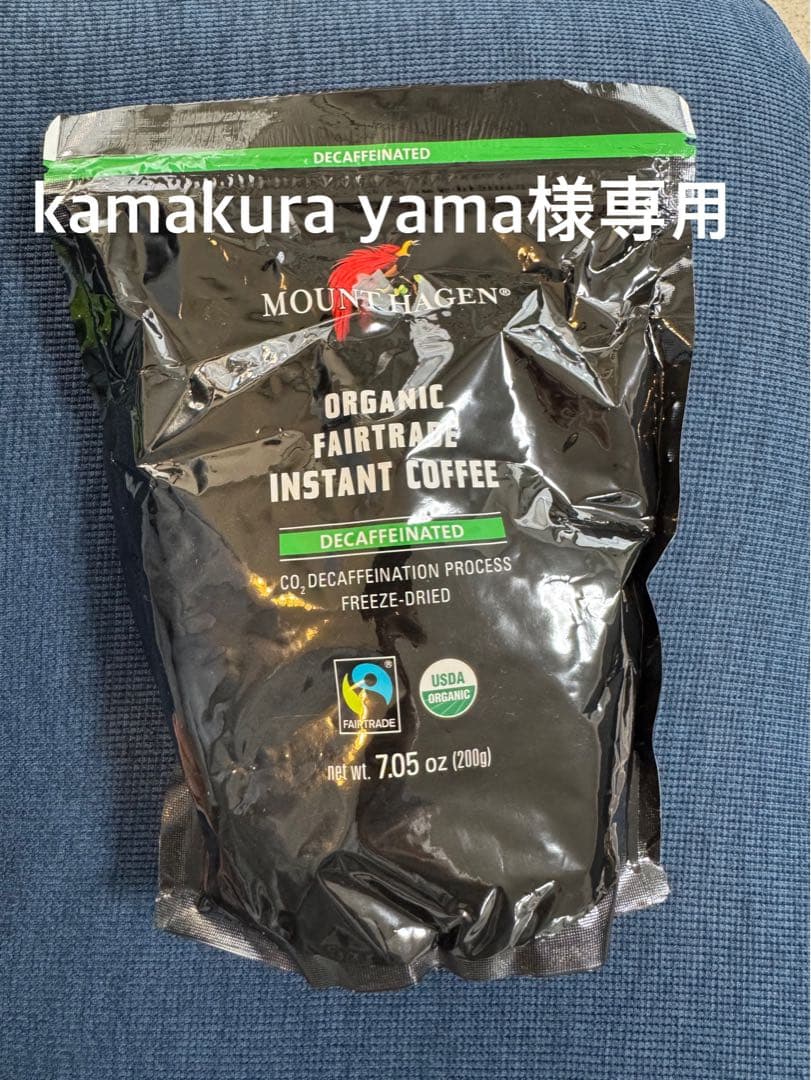 DECAFFEINATED
kamakura yama様専用
MOUNT HAGEN®
ORGANIC
FAIRTRADE
INSTANT COFFEE
DECAFFEINATED
CO₂ DECAFFEINATION PROCESS
FREEZE-DRIED
®
FAIRTRADE
USDA
ORGANIC
net wt. 7.05 oz (200g)